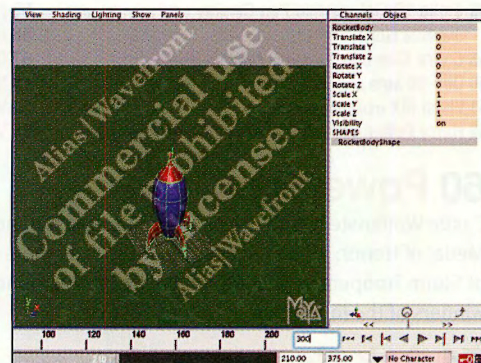 View Shading Lighting Show Panels
Channels Object
RocketBody
Translate X 0
Translate Y 0
Translate Z 0
Rotate X 0
Rotate Y 0
Rotate Z 0
Scale X 1
Scale Y 1
Scale Z 1
Visibility on
SHAPES
RocketBodyShape
Alias|Wavefront
Commercial use
of file prohibited
by license.
Alias|Wavefront
MAYA
y
x
<< >>
100 120 140 160 180 200
300
210
210.00 375.00 No Character